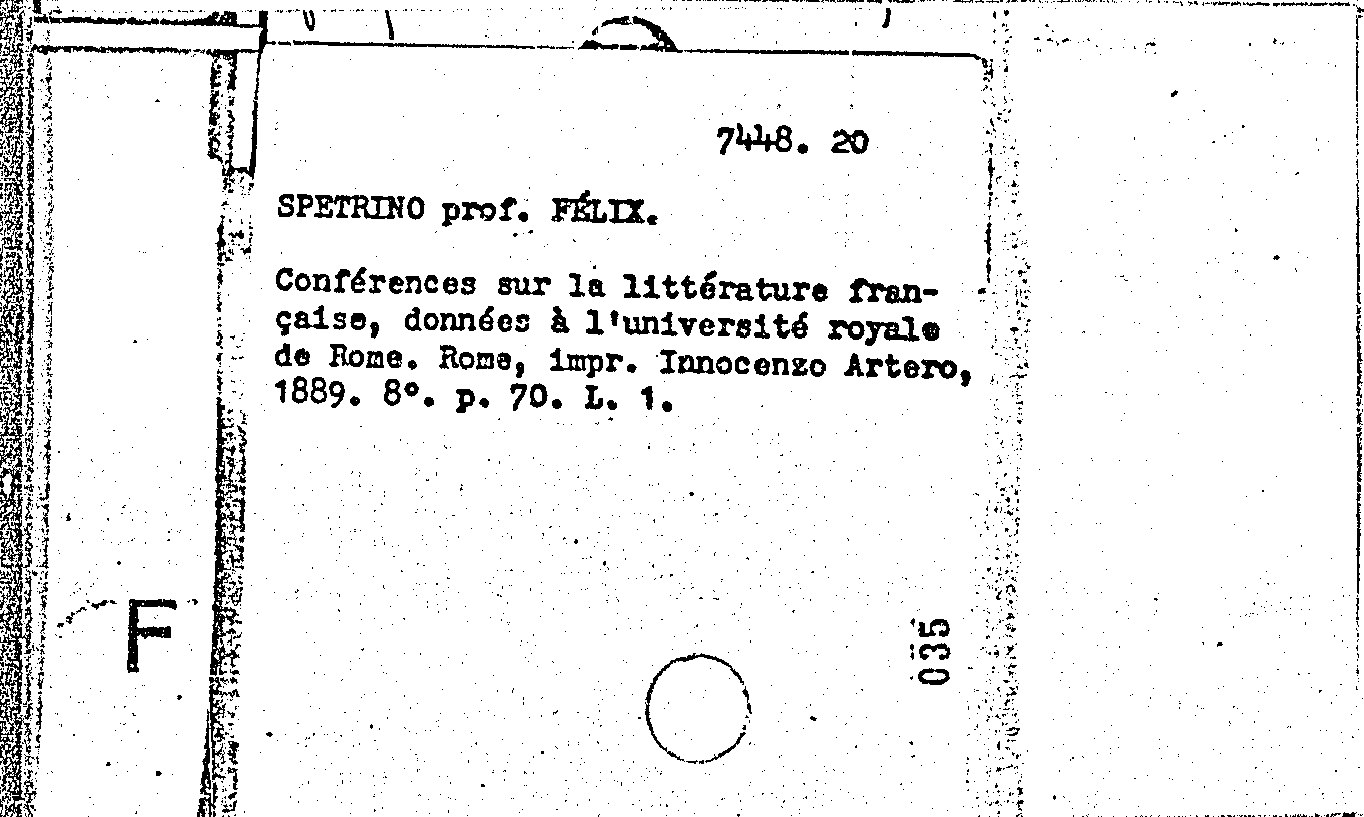 7448. 20
SPETRINO prof. FÉLIX.
Conférences sur la littérature fran-
çaise, données à l'université royale
de Rome. Rome, impr. Innocenzo Artero,
1889. 8°. p. 70. L. 1.
F
035